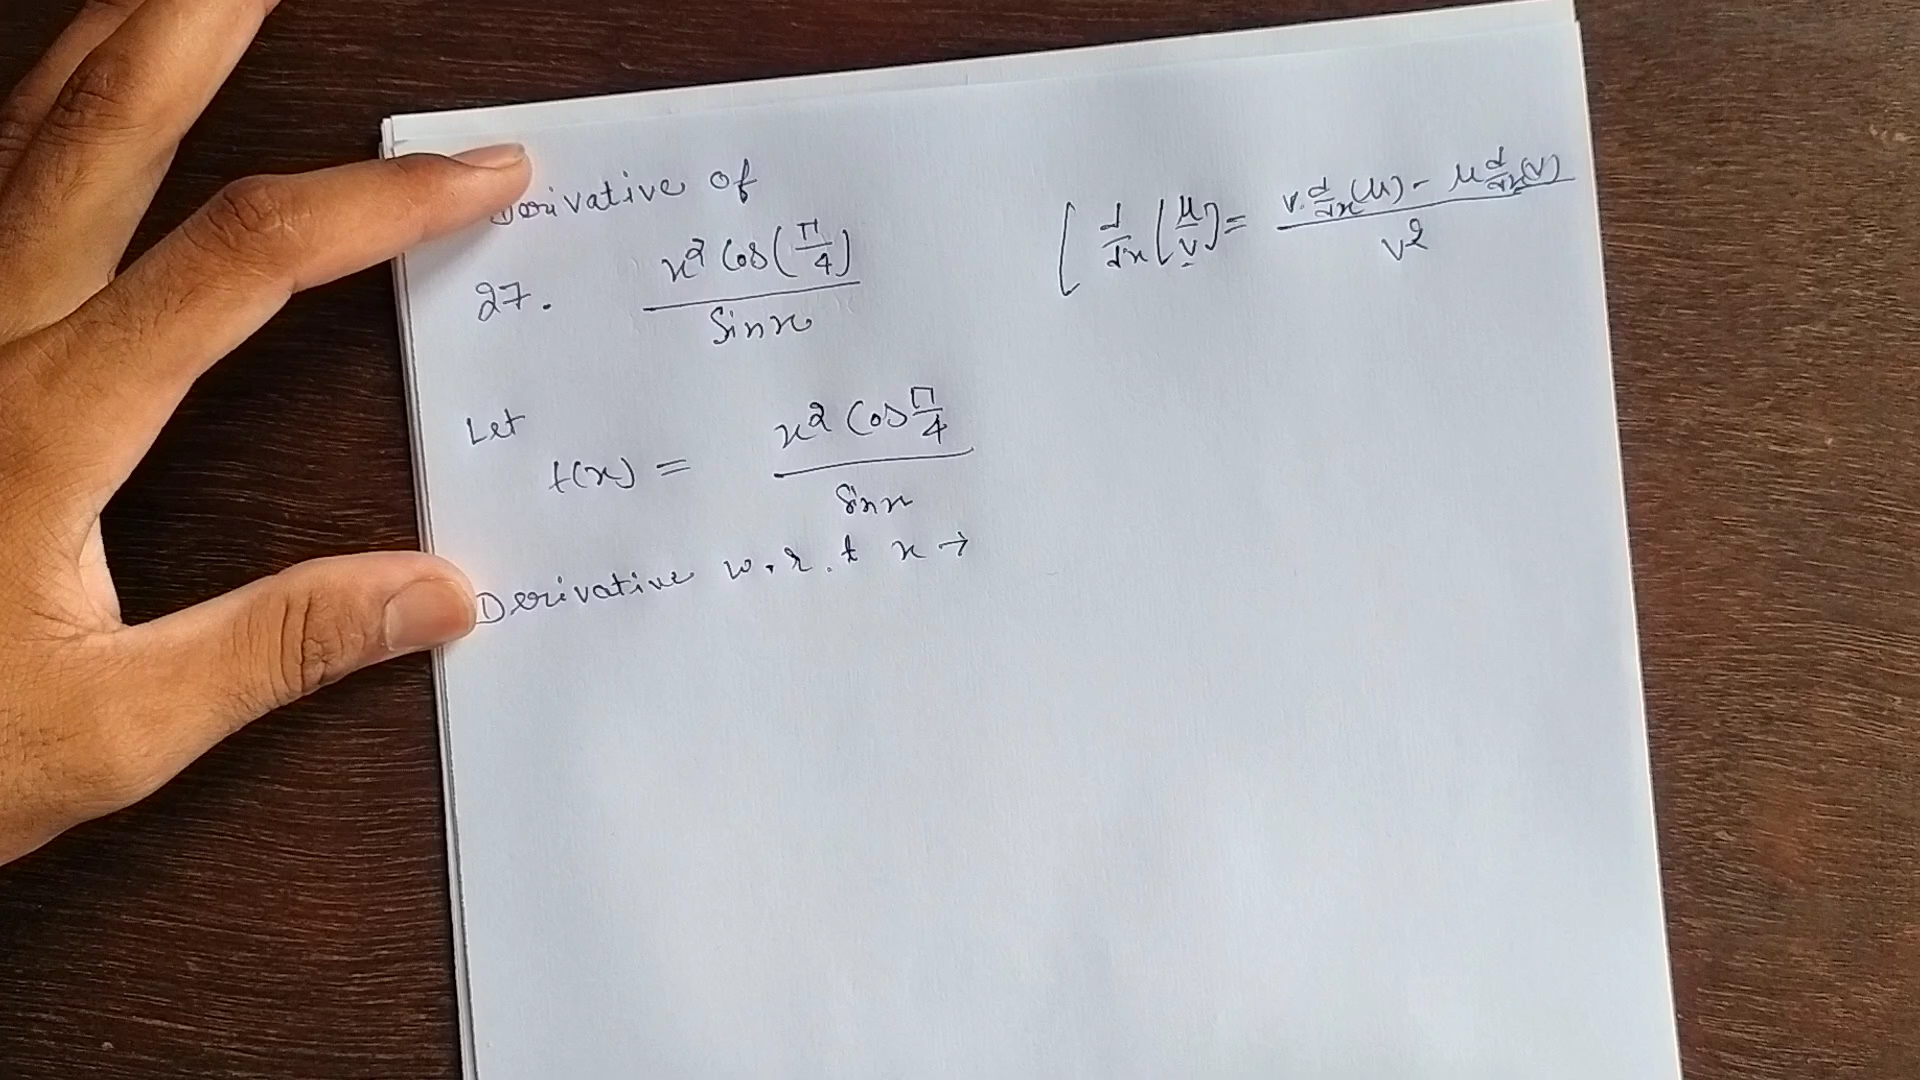 Derivative of
27. x² Cos(π/4) / Sin x
[ d/dx (u/v) = v. d/dx (u) - u d/dx (v) / v²
Let
f(x) = x² Cos π/4 / Sin x
Derivative w.r.t x →